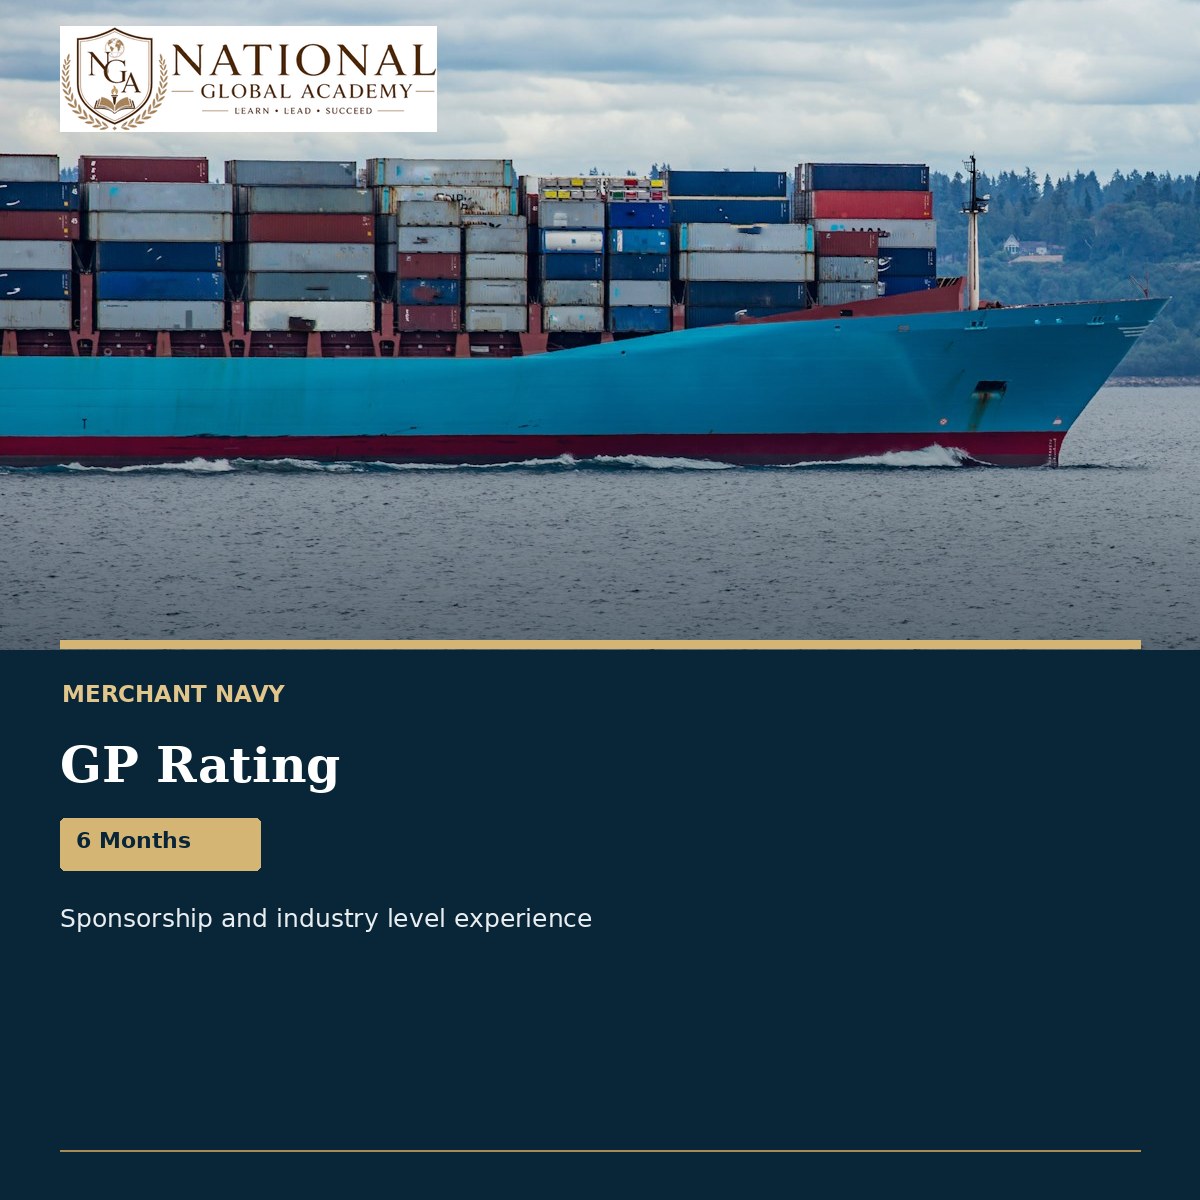 NGA
NATIONAL
GLOBAL ACADEMY
LEARN • LEAD • SUCCEED
MERCHANT NAVY
GP Rating
6 Months
Sponsorship and industry level experience